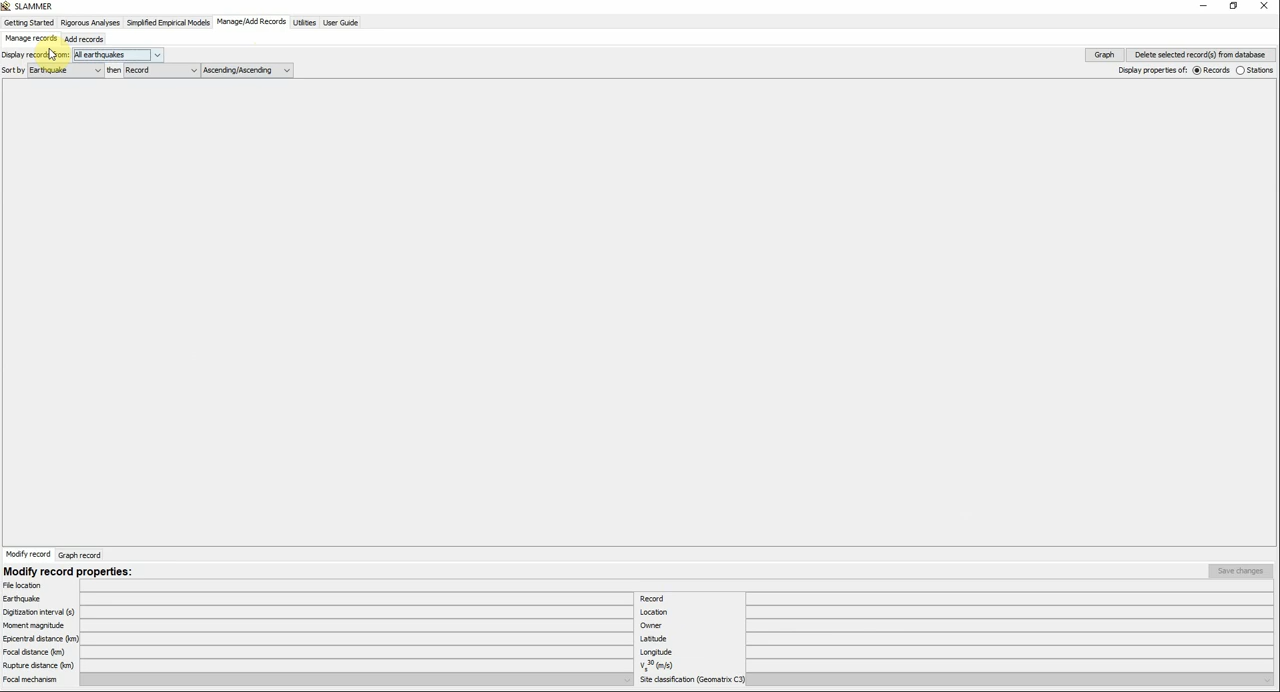 SLAMMER
Getting Started Rigorous Analyses Simplified Empirical Models Manage/Add Records Utilities User Guide
Manage records Add records
Display records from: All earthquakes Graph Delete selected record(s) from database
Sort by Earthquake then Record Ascending/Ascending Display properties of: Records Stations
Modify record Graph record
Modify record properties: Save changes
File location
Earthquake Record
Digitization interval (s) Location
Moment magnitude Owner
Epicentral distance (km) Latitude
Focal distance (km) Longitude
Rupture distance (km) Vs30 (m/s)
Focal mechanism Site classification (Geomatrix C3)